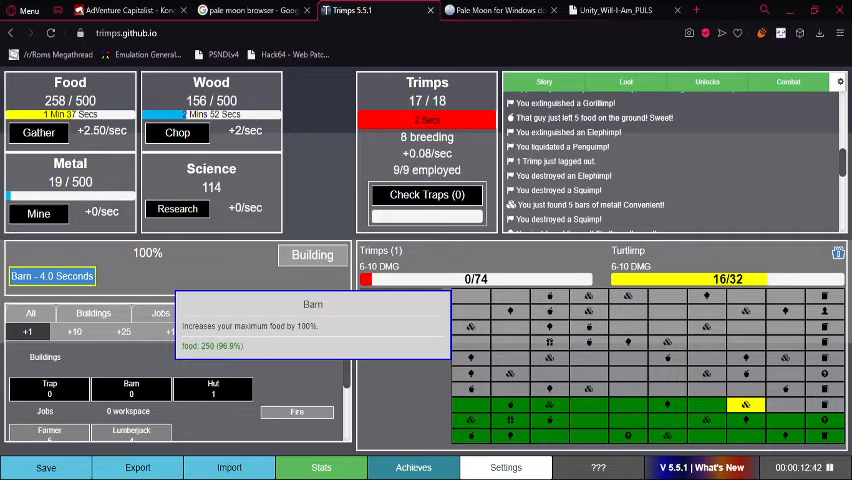 Menu
AdVenture Capitalist - Kon
pale moon browser - Goog
Trimps 5.5.1
Pale Moon for Windows do
Unity_Will-I-Am_PULS
trimps.github.io
/r/Roms Megathread
Emulation General...
PSNDLv4
Hack64 - Web Patc...
Food
258 / 500
1 Min 37 Secs
Gather
+2.50/sec
Wood
156 / 500
2 Mins 52 Secs
Chop
+2/sec
Metal
19 / 500
Mine
+0/sec
Science
114
Research
+0/sec
Trimps
17 / 18
2 Secs
8 breeding
+0.08/sec
9/9 employed
Check Traps (0)
Story
Loot
Unlocks
Combat
You extinguished a Gorillimp!
That guy just left 5 food on the ground! Sweet!
You extinguished an Elephimp!
You liquidated a Penguimp!
1 Trimp just logged out.
You destroyed an Elephimp!
You destroyed a Squimp!
You just found 5 bars of metal! Convenient!
You destroyed a Squimp!
100%
Building
Barn - 4.0 Seconds
All
Buildings
Jobs
+1
+10
+25
Barn
Increases your maximum food by 100%.
food: 250 (96.9%)
Buildings
Trap
0
Barn
0
Hut
1
Jobs
0 workspace
Fire
Farmer
Lumberjack
Trimps (1)
6-10 DMG
0/74
Turtlimp
6-10 DMG
16/32
Save
Export
Import
Stats
Achieves
Settings
???
V 5.5.1 | What's New
00:00:12:42